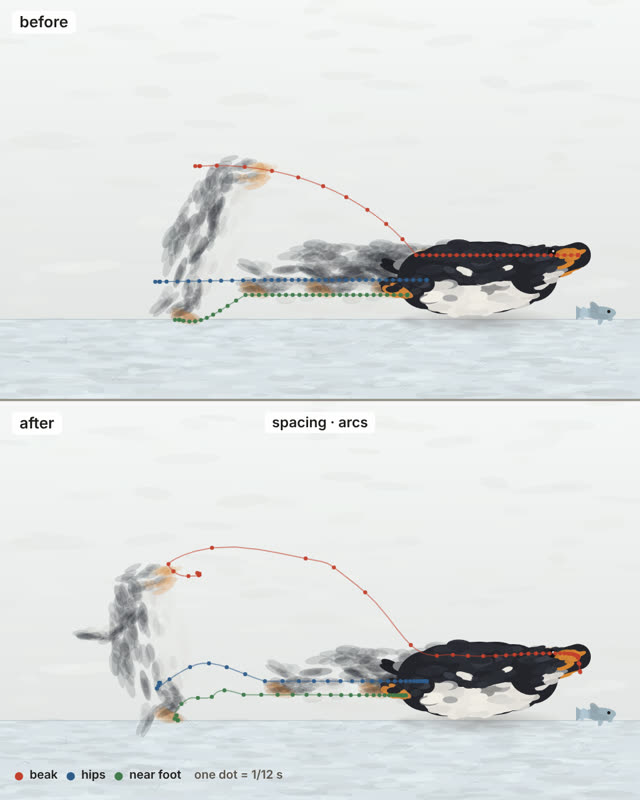 before
after
spacing · arcs
beak hips near foot one dot = 1/12 s